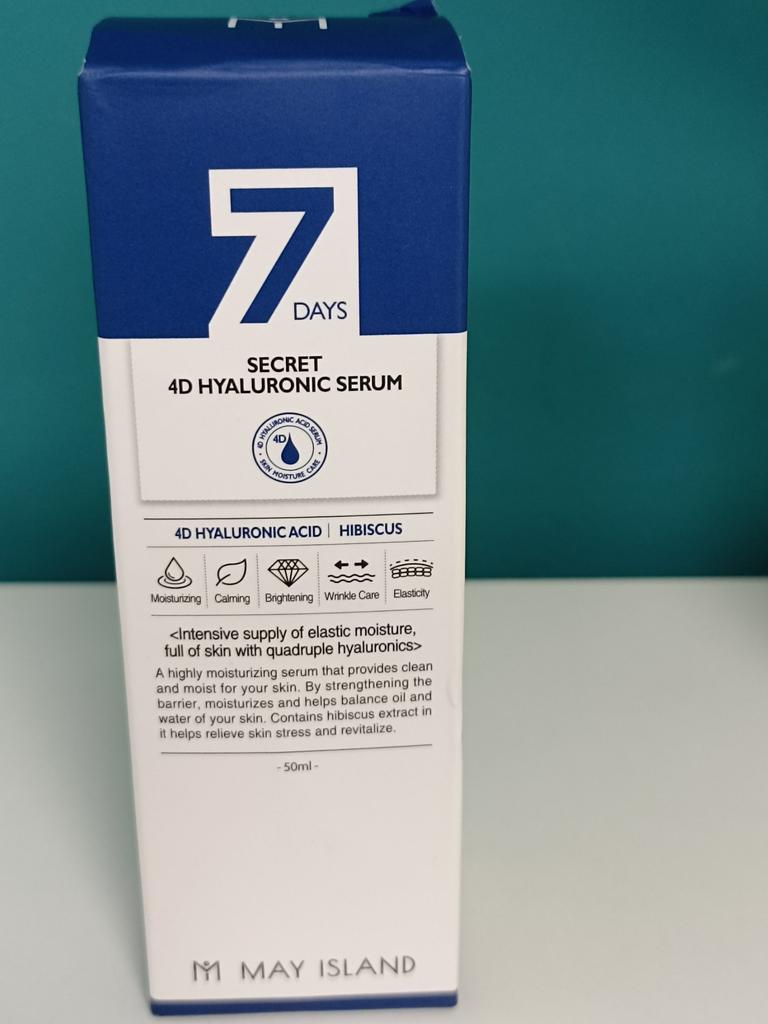 7
DAYS
SECRET
4D HYALURONIC SERUM
4D HYALURONIC ACID SERUM
4D
SKIN MOISTURE CARE
4D HYALURONIC ACID | HIBISCUS
Moisturizing Calming Brightening Wrinkle Care Elasticity
<Intensive supply of elastic moisture,
full of skin with quadruple hyaluronics>
A highly moisturizing serum that provides clean
and moist for your skin. By strengthening the
barrier, moisturizes and helps balance oil and
water of your skin. Contains hibiscus extract in
it helps relieve skin stress and revitalize.
- 50ml -
MAY ISLAND